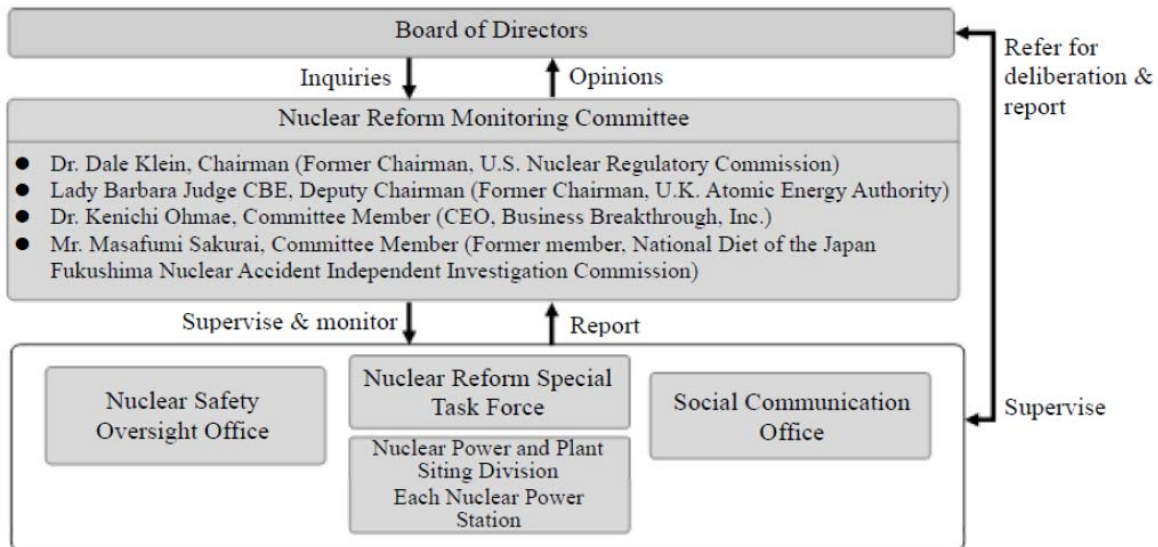 Board of Directors
Refer for
deliberation &
report
Inquiries
Opinions
Nuclear Reform Monitoring Committee
● Dr. Dale Klein, Chairman (Former Chairman, U.S. Nuclear Regulatory Commission)
● Lady Barbara Judge CBE, Deputy Chairman (Former Chairman, U.K. Atomic Energy Authority)
● Dr. Kenichi Ohmae, Committee Member (CEO, Business Breakthrough, Inc.)
● Mr. Masafumi Sakurai, Committee Member (Former member, National Diet of the Japan
Fukushima Nuclear Accident Independent Investigation Commission)
Supervise & monitor
Report
Nuclear Safety
Oversight Office
Nuclear Reform Special
Task Force
Nuclear Power and Plant
Siting Division
Each Nuclear Power
Station
Social Communication
Office
Supervise